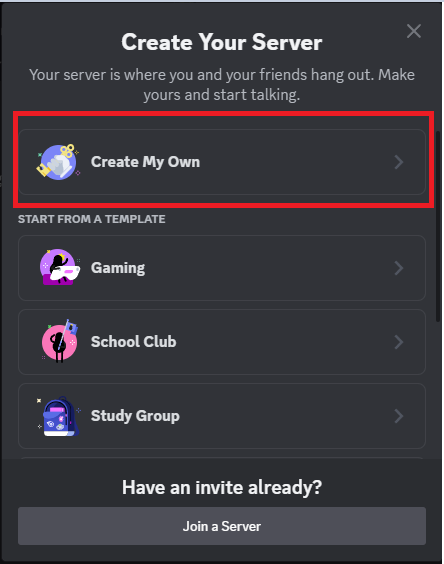 Create Your Server
Your server is where you and your friends hang out. Make
yours and start talking.
Create My Own
START FROM A TEMPLATE
Gaming
School Club
Study Group
Have an invite already?
Join a Server